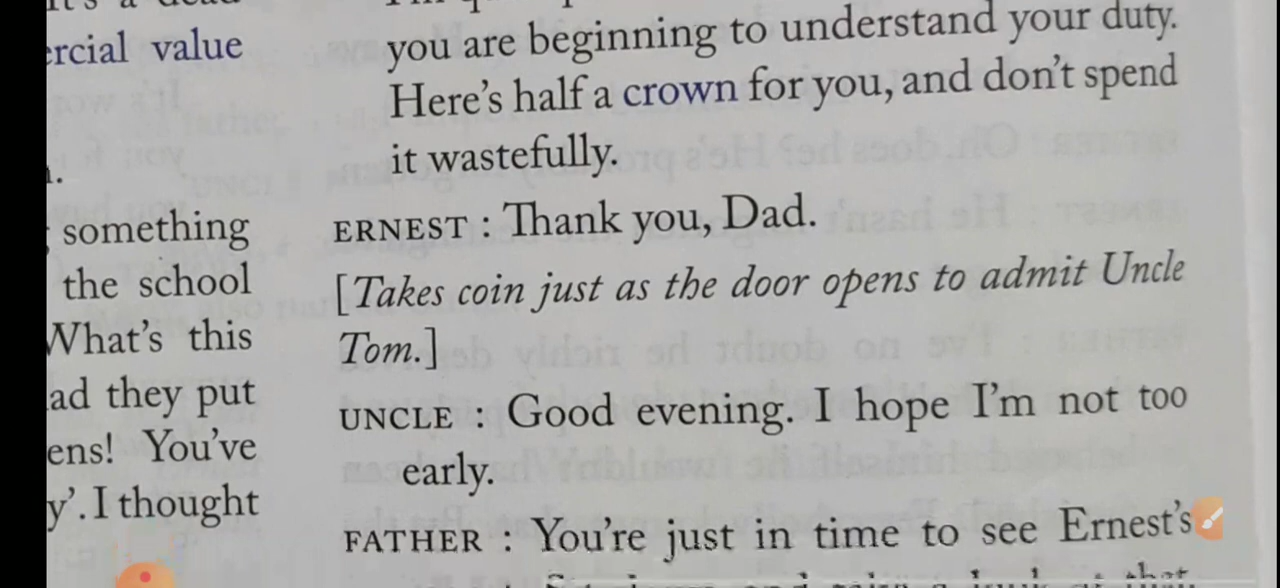 ercial value
something
the school
What's this
ad they put
ens! You've
y'. I thought
you are beginning to understand your duty.
Here's half a crown for you, and don't spend
it wastefully.
ERNEST : Thank you, Dad.
[Takes coin just as the door opens to admit Uncle
Tom.]
UNCLE : Good evening. I hope I'm not too
early.
FATHER : You're just in time to see Ernest's